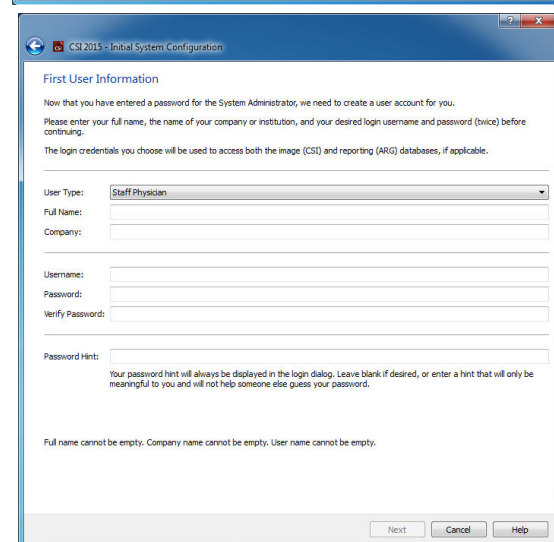 CSI 2015 - Initial System Configuration
First User Information
Now that you have entered a password for the System Administrator, we need to create a user account for you.
Please enter your full name, the name of your company or institution, and your desired login username and password (twice) before
continuing.
The login credentials you choose will be used to access both the image (CSI) and reporting (ARG) databases, if applicable.
User Type: Staff Physician
Full Name:
Company:
Username:
Password:
Verify Password:
Password Hint:
Your password hint will always be displayed in the login dialog. Leave blank if desired, or enter a hint that will only be
meaningful to you and will not help someone else guess your password.
Full name cannot be empty. Company name cannot be empty. User name cannot be empty.
Next Cancel Help